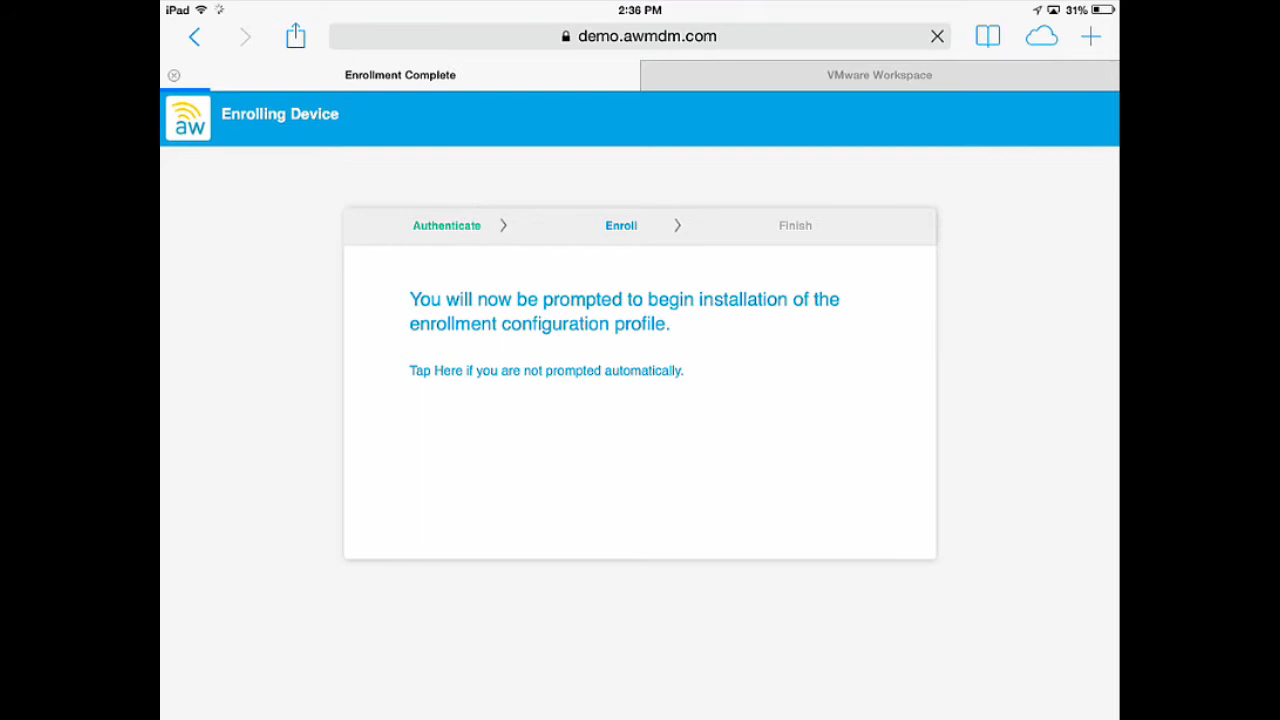 iPad 2:36 PM 31%
demo.awmdm.com
Enrollment Complete VMware Workspace
aw Enrolling Device
Authenticate Enroll Finish
You will now be prompted to begin installation of the
enrollment configuration profile.
Tap Here if you are not prompted automatically.